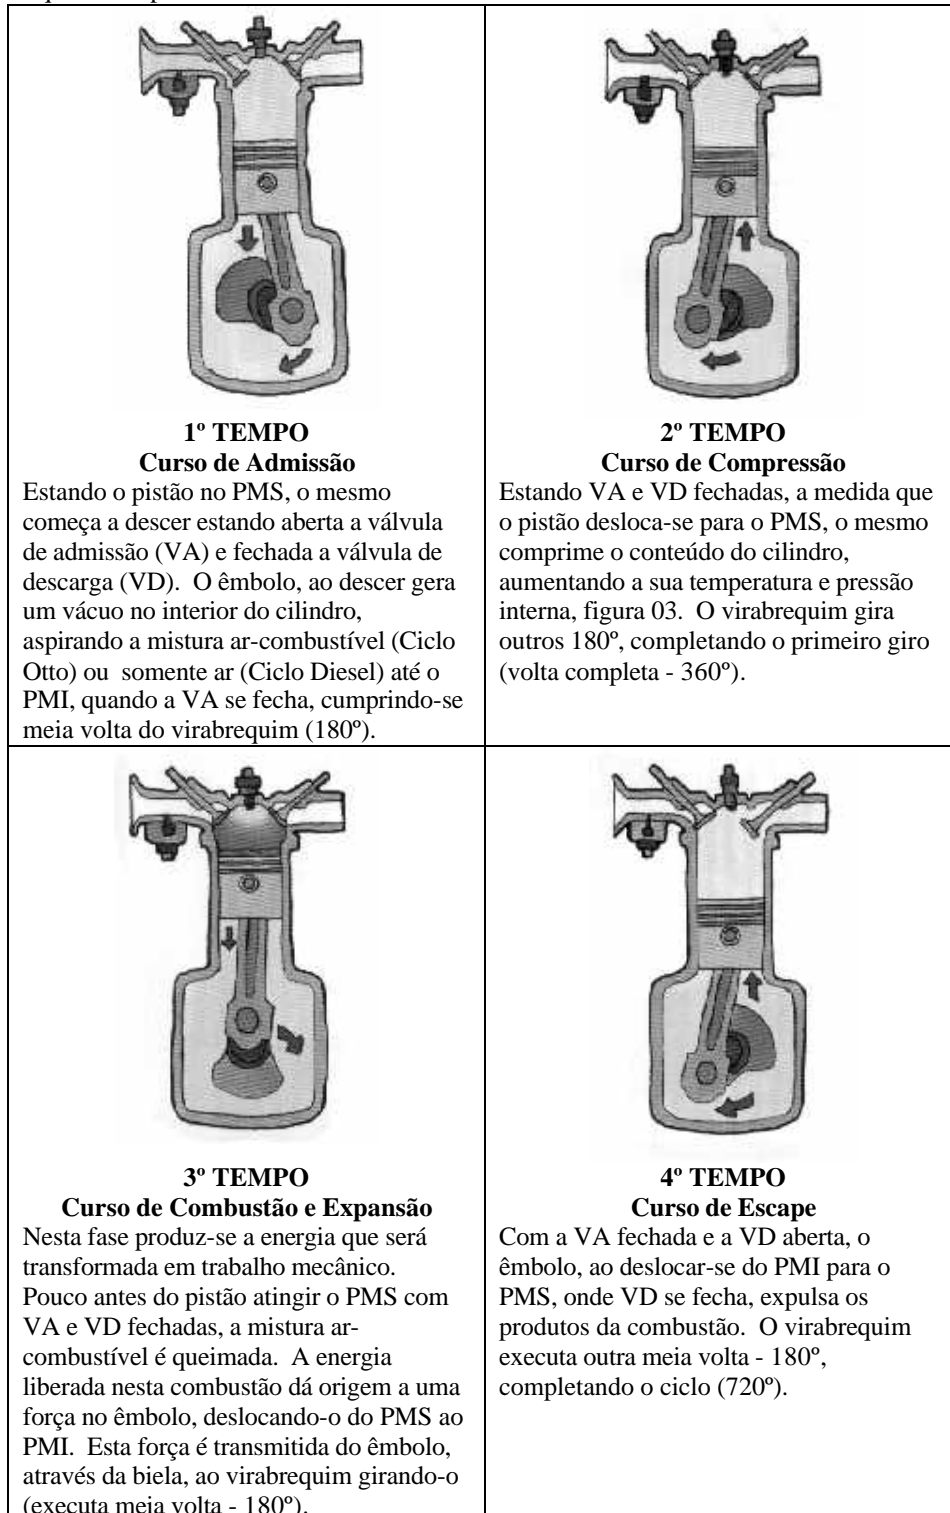 1º TEMPO
Curso de Admissão
Estando o pistão no PMS, o mesmo
começa a descer estando aberta a válvula
de admissão (VA) e fechada a válvula de
descarga (VD). O êmbolo, ao descer gera
um vácuo no interior do cilindro,
aspirando a mistura ar-combustível (Ciclo
Otto) ou somente ar (Ciclo Diesel) até o
PMI, quando a VA se fecha, cumprindo-se
meia volta do virabrequim (180º).
2º TEMPO
Curso de Compressão
Estando VA e VD fechadas, a medida que
o pistão desloca-se para o PMS, o mesmo
comprime o conteúdo do cilindro,
aumentando a sua temperatura e pressão
interna, figura 03. O virabrequim gira
outros 180º, completando o primeiro giro
(volta completa - 360º).
3º TEMPO
Curso de Combustão e Expansão
Nesta fase produz-se a energia que será
transformada em trabalho mecânico.
Pouco antes do pistão atingir o PMS com
VA e VD fechadas, a mistura ar-
combustível é queimada. A energia
liberada nesta combustão dá origem a uma
força no êmbolo, deslocando-o do PMS ao
PMI. Esta força é transmitida do êmbolo,
através da biela, ao virabrequim girando-o
(executa meia volta - 180º).
4º TEMPO
Curso de Escape
Com a VA fechada e a VD aberta, o
êmbolo, ao deslocar-se do PMI para o
PMS, onde VD se fecha, expulsa os
produtos da combustão. O virabrequim
executa outra meia volta - 180º,
completando o ciclo (720º).